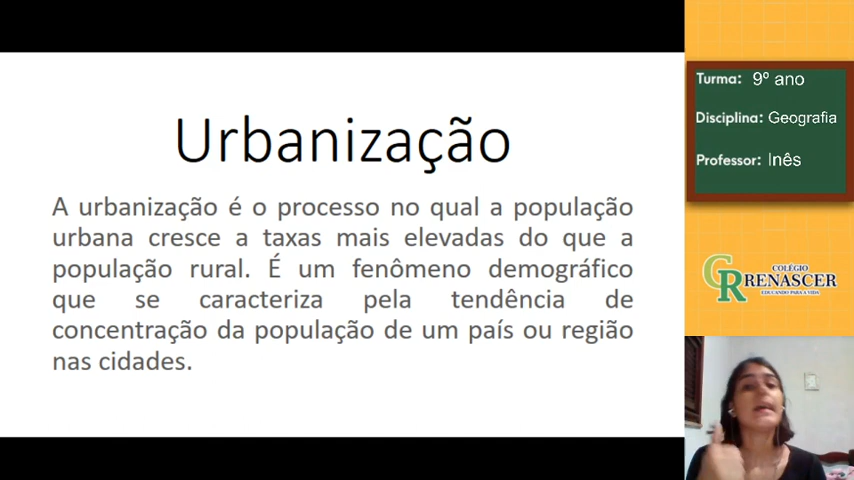 Urbanização
A urbanização é o processo no qual a população
urbana cresce a taxas mais elevadas do que a
população rural. É um fenômeno demográfico
que se caracteriza pela tendência de
concentração da população de um país ou região
nas cidades.
Turma: 9º ano
Disciplina: Geografia
Professor: Inês
CR
COLÉGIO
RENASCER
EDUCANDO PARA A VIDA